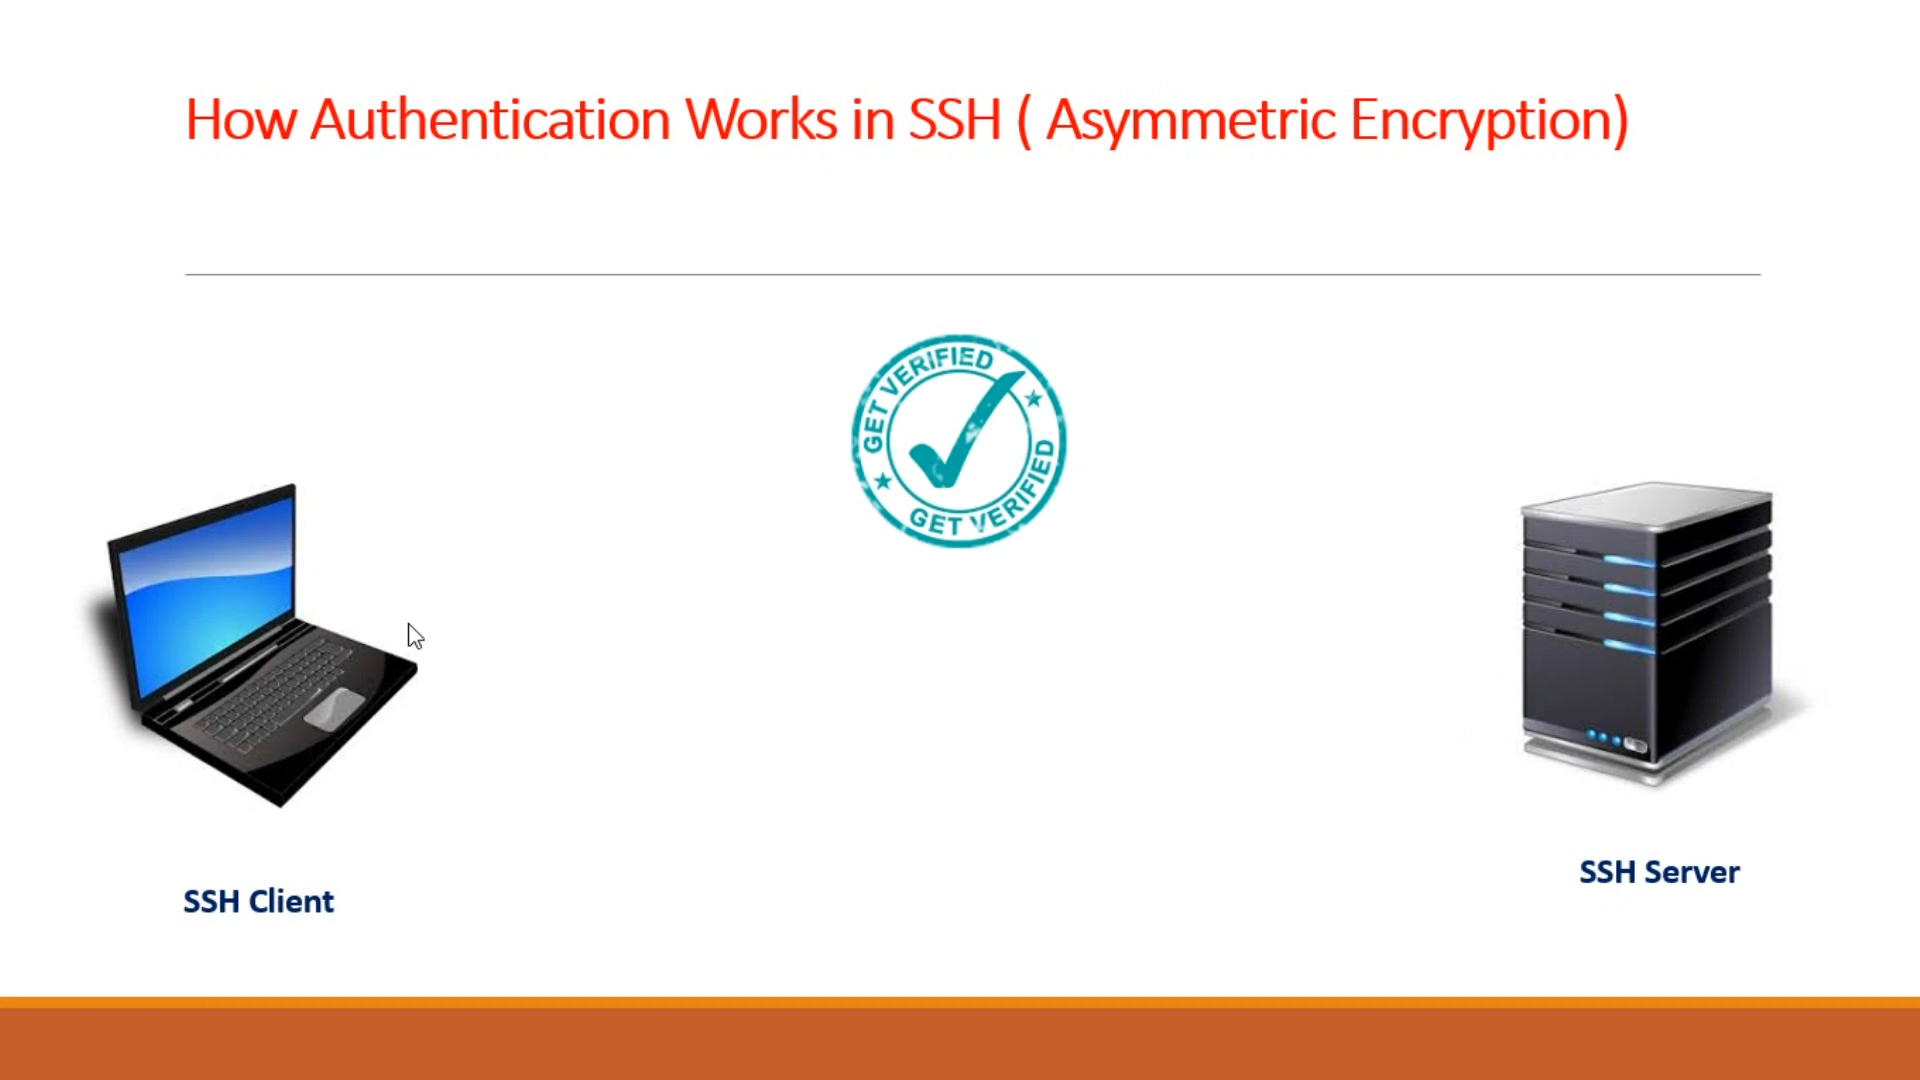 How Authentication Works in SSH ( Asymmetric Encryption)
GET VERIFIED
GET VERIFIED
SSH Client
SSH Server